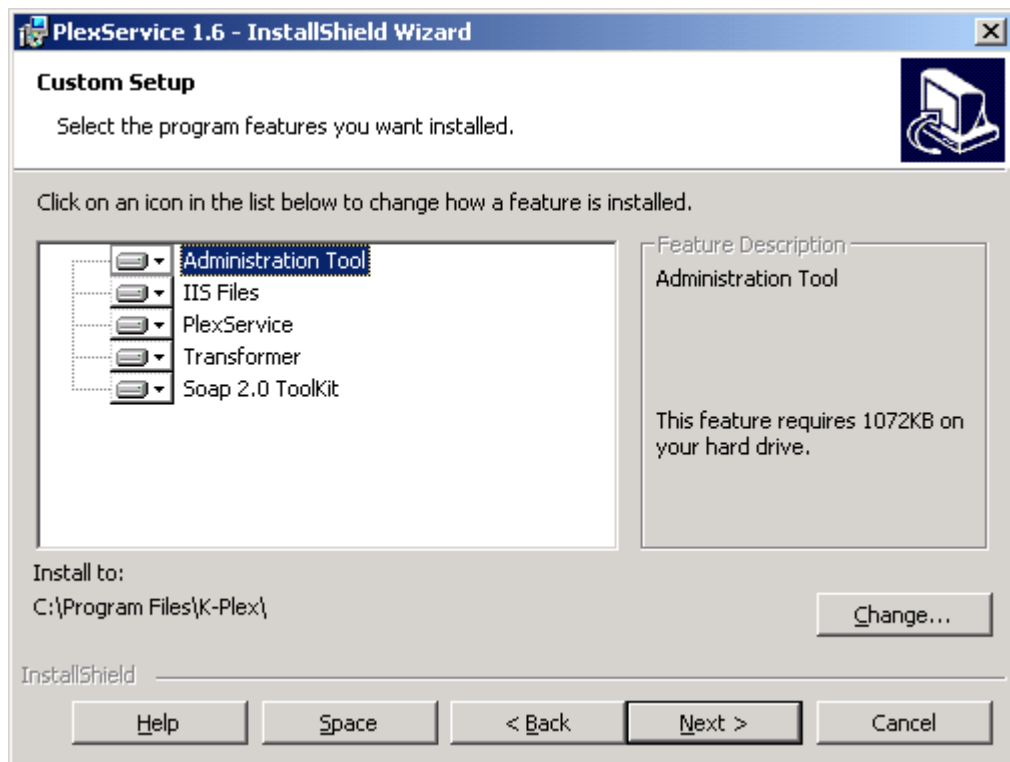 PlexService 1.6 - InstallShield Wizard
Custom Setup
Select the program features you want installed.
Click on an icon in the list below to change how a feature is installed.
Administration Tool
IIS Files
PlexService
Transformer
Soap 2.0 ToolKit
Feature Description
Administration Tool
This feature requires 1072KB on
your hard drive.
Install to:
C:\Program Files\K-Plex\
Change...
InstallShield
Help
Space
< Back
Next >
Cancel